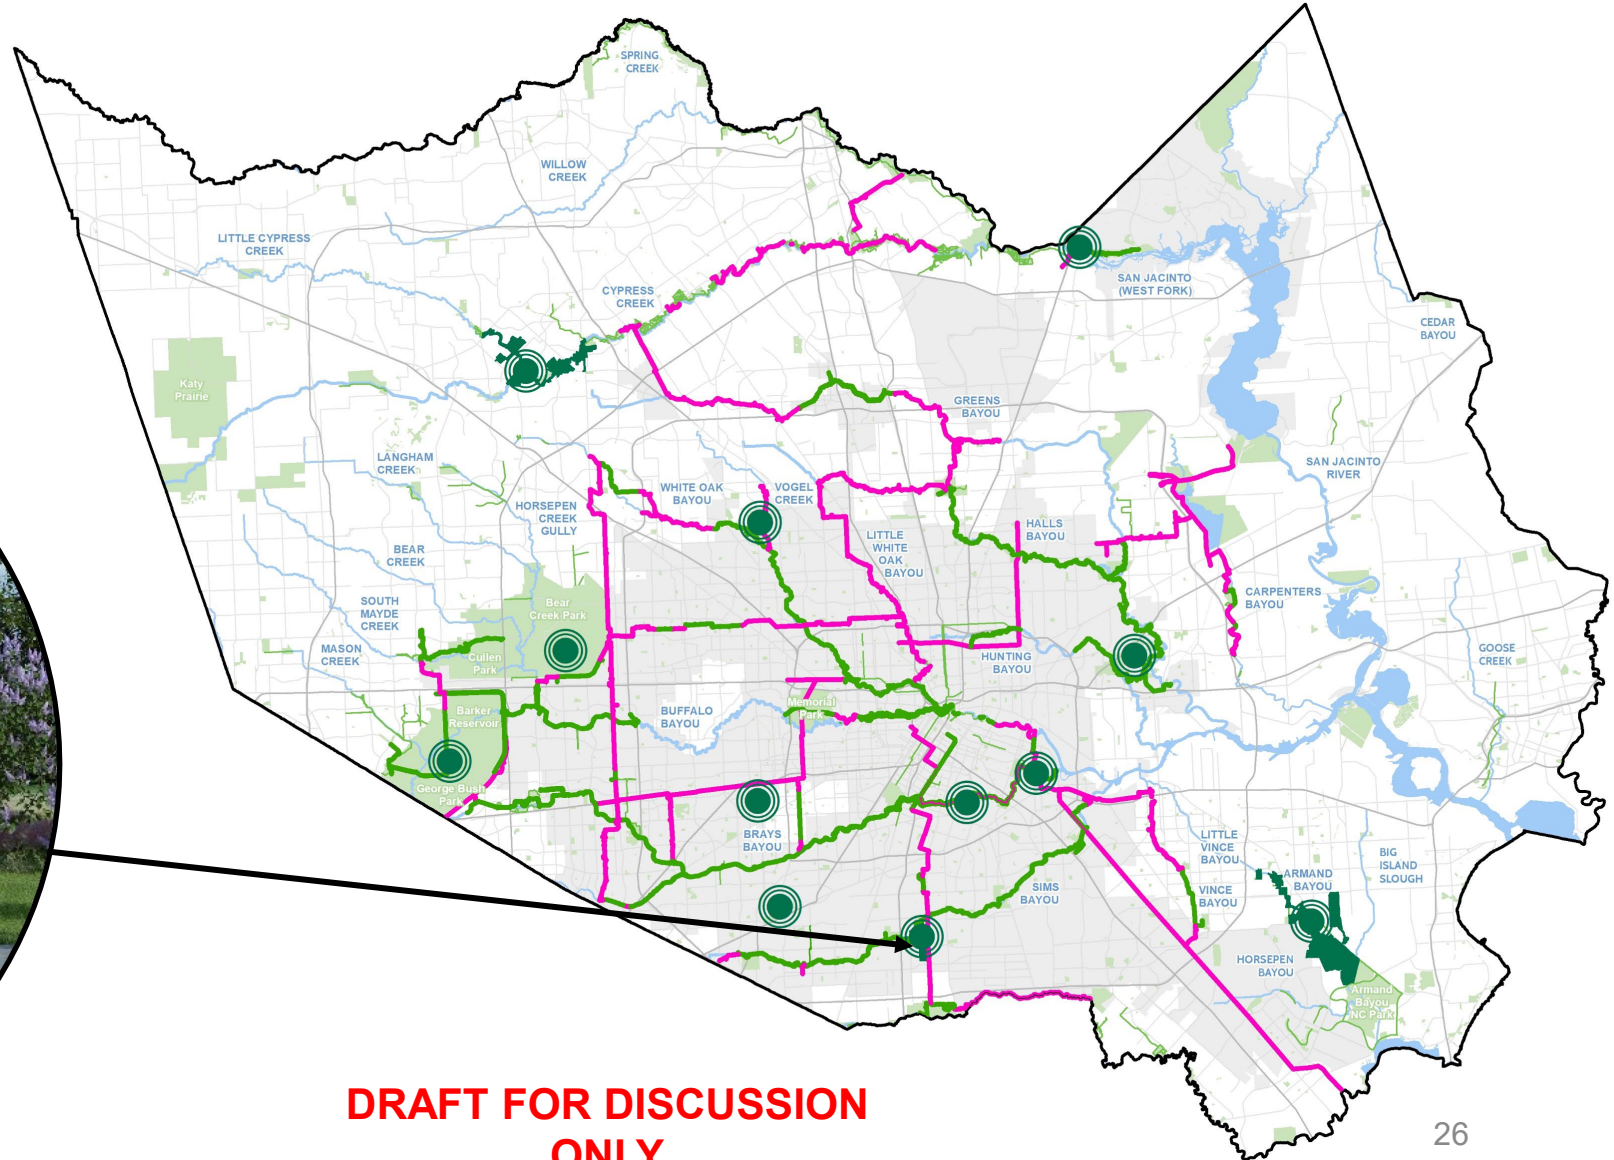 SPRING
CREEK
WILLOW
CREEK
LITTLE CYPRESS
CREEK
CYPRESS
CREEK
SAN JACINTO
(WEST FORK)
CEDAR
BAYOU
Katy
Prairie
GREENS
BAYOU
LANGHAM
CREEK
WHITE OAK
BAYOU
VOGEL
CREEK
SAN JACINTO
RIVER
HORSEPEN
CREEK
GULLY
HALLS
BAYOU
LITTLE
WHITE
OAK
BAYOU
BEAR
CREEK
Bear
Creek Park
SOUTH
MAYDE
CREEK
CARPENTERS
BAYOU
MASON
CREEK
Cullen
Park
HUNTING
BAYOU
GOOSE
CREEK
Barker
Reservoir
BUFFALO
BAYOU
Memorial
Park
George Bush
Park
BRAYS
BAYOU
LITTLE
VINCE
BAYOU
BIG
ISLAND
SLOUGH
SIMS
BAYOU
VINCE
BAYOU
ARMAND
BAYOU
HORSEPEN
BAYOU
Armand
Bayou
NC Park
DRAFT FOR DISCUSSION
ONLY
26